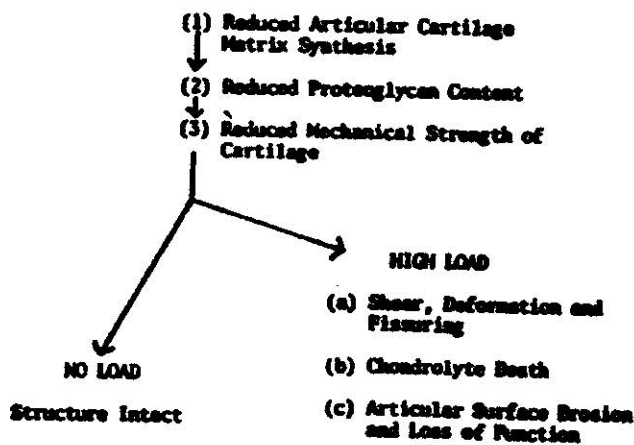 (1) Reduced Articular Cartilage
Matrix Synthesis
(2) Reduced Proteoglycan Content
(3) Reduced Mechanical Strength of
Cartilage
HIGH LOAD
(a) Shear, Deformation and
Fissuring
NO LOAD
(b) Chondrolyte Death
Structure Intact
(c) Articular Surface Erosion
and Loss of Function